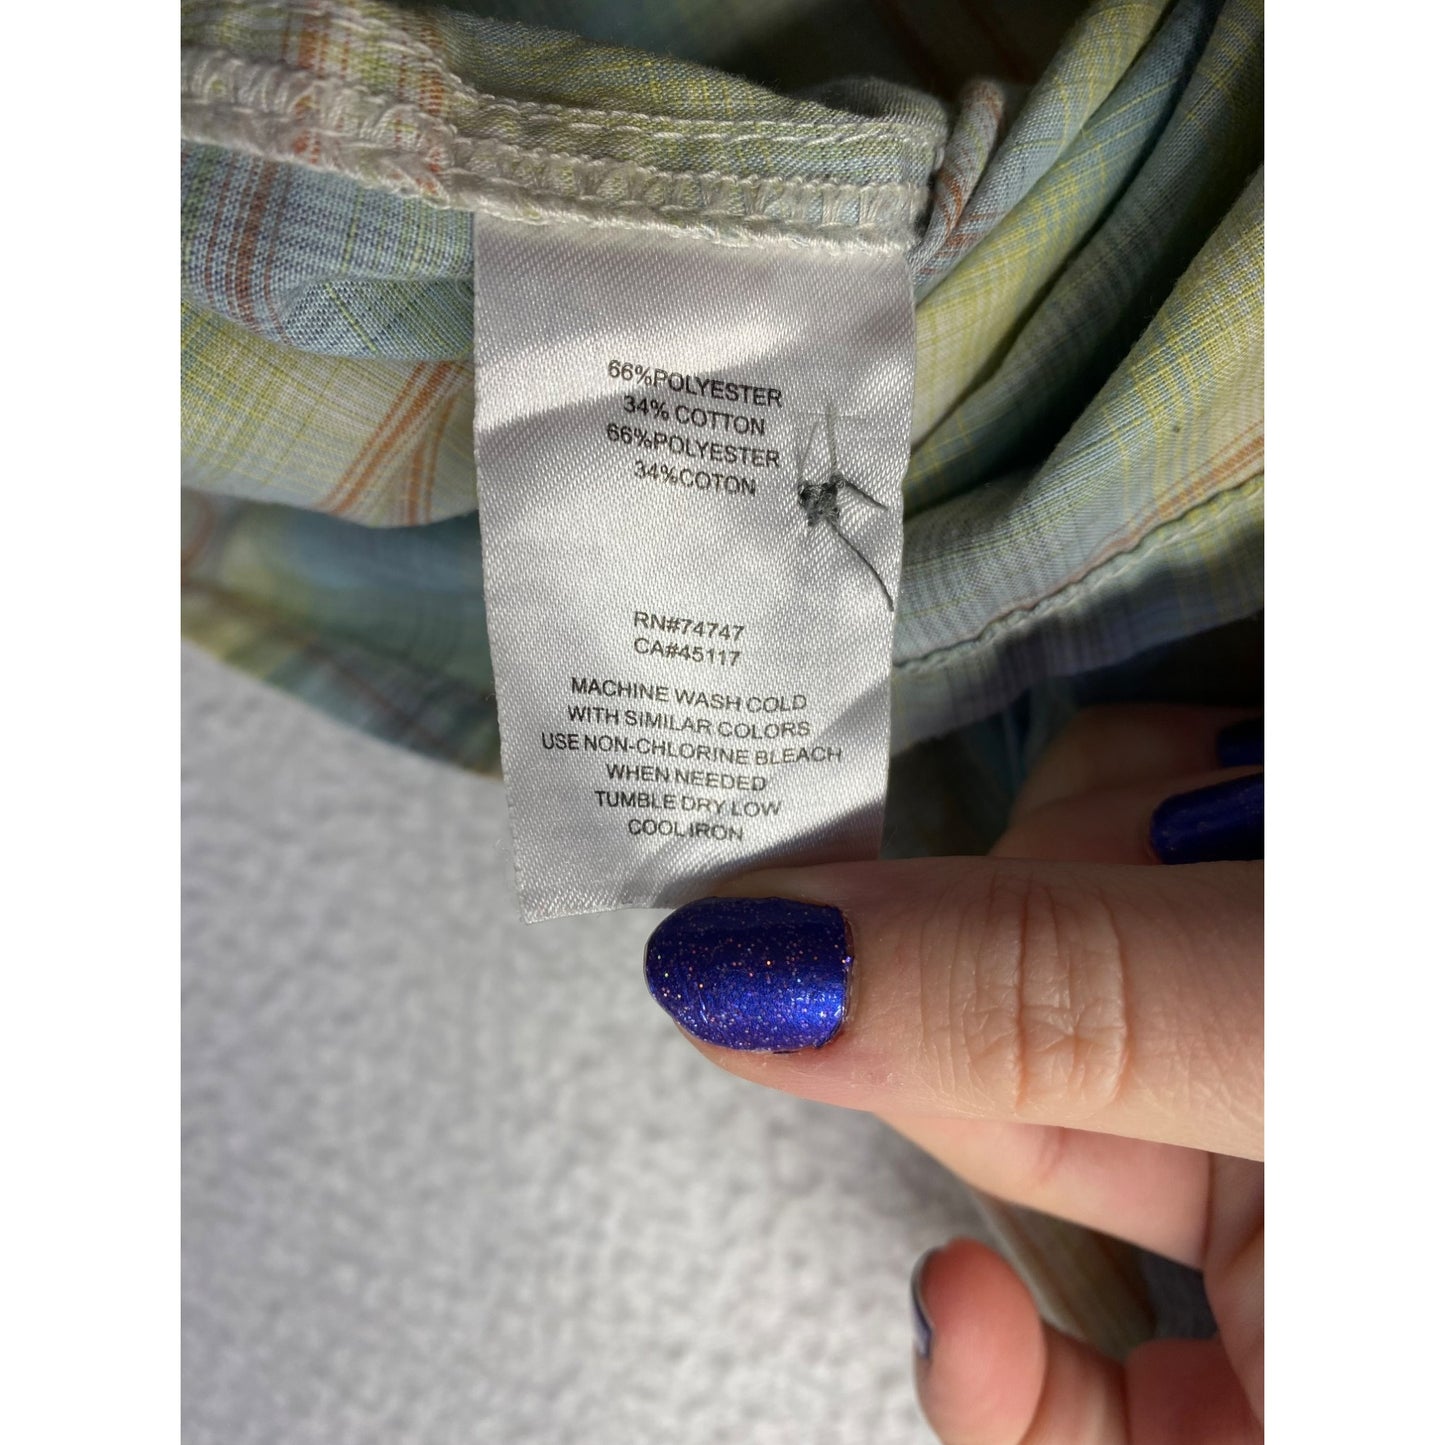 66%POLYESTER
34% COTTON
66%POLYESTER
34%COTON
RN#74747
CA#45117
MACHINE WASH COLD
WITH SIMILAR COLORS
USE NON-CHLORINE BLEACH
WHEN NEEDED
TUMBLE DRY LOW
COOL IRON